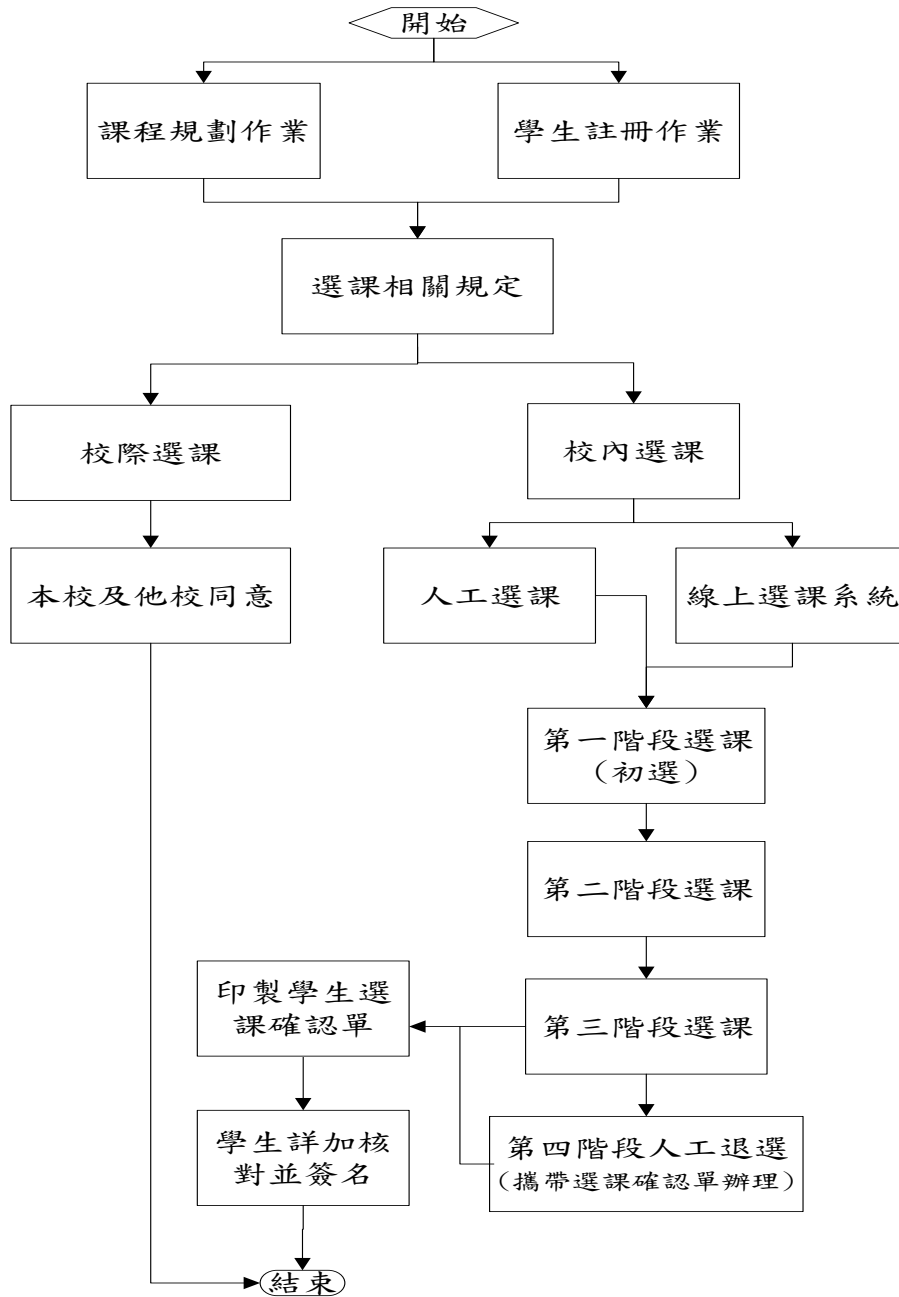 開始
課程規劃作業
學生註冊作業
選課相關規定
校際選課
校內選課
本校及他校同意
人工選課
線上選課系統
第一階段選課
（初選）
第二階段選課
印製學生選
課確認單
第三階段選課
學生詳加核
對並簽名
第四階段人工退選
（攜帶選課確認單辦理）
結束